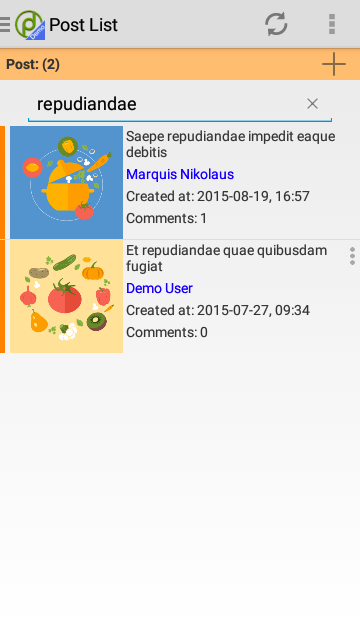 Post List
Post: (2)
repudiandae
Saepe repudiandae impedit eaque
debitis
Marquis Nikolaus
Created at: 2015-08-19, 16:57
Comments: 1
Et repudiandae quae quibusdam
fugiat
Demo User
Created at: 2015-07-27, 09:34
Comments: 0